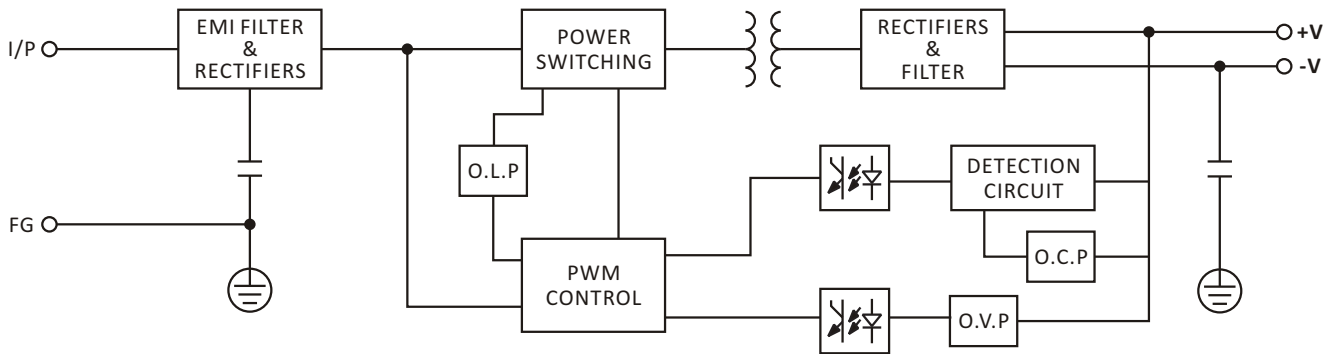 I/P
EMI FILTER
&
RECTIFIERS
POWER
SWITCHING
RECTIFIERS
&
FILTER
+V
-V
O.L.P
DETECTION
CIRCUIT
FG
O.C.P
PWM
CONTROL
O.V.P